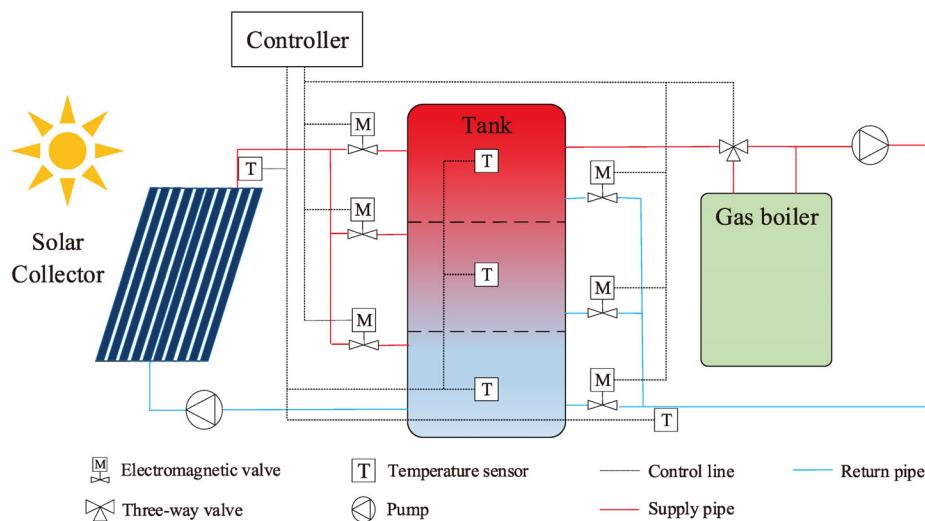 Controller
M
Tank
T
T
M
M
Solar
Collector
Gas boiler
T
M
M
T
M
T
M
Electromagnetic valve
T
Temperature sensor
Control line
Return pipe
Three-way valve
Pump
Supply pipe